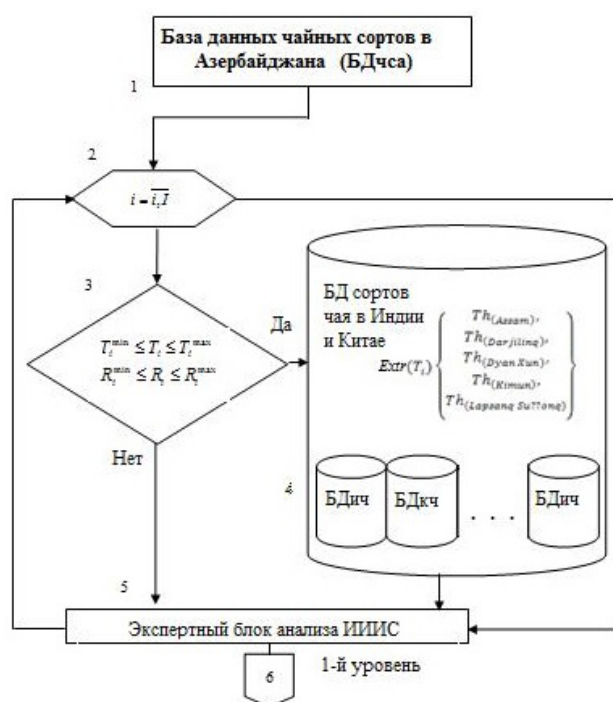 База данных чайных сортов в
Азербайджана (БДчса)
1
2
i = i,I
3
T_i^min ≤ T_i ≤ T_i^max
R_i^min ≤ R_i ≤ R_i^max
Да
Нет
БД сортов
чая в Индии
и Китае
Extr(T_i)
Th(Assam),
Th(Darjilinq),
Th(Dyan Xun),
Th(Kimun),
Th(Lapsanq Su??onq)
4
БДич
БДкч
. . .
БДич
5
Экспертный блок анализа ИИИС
6
1-й уровень